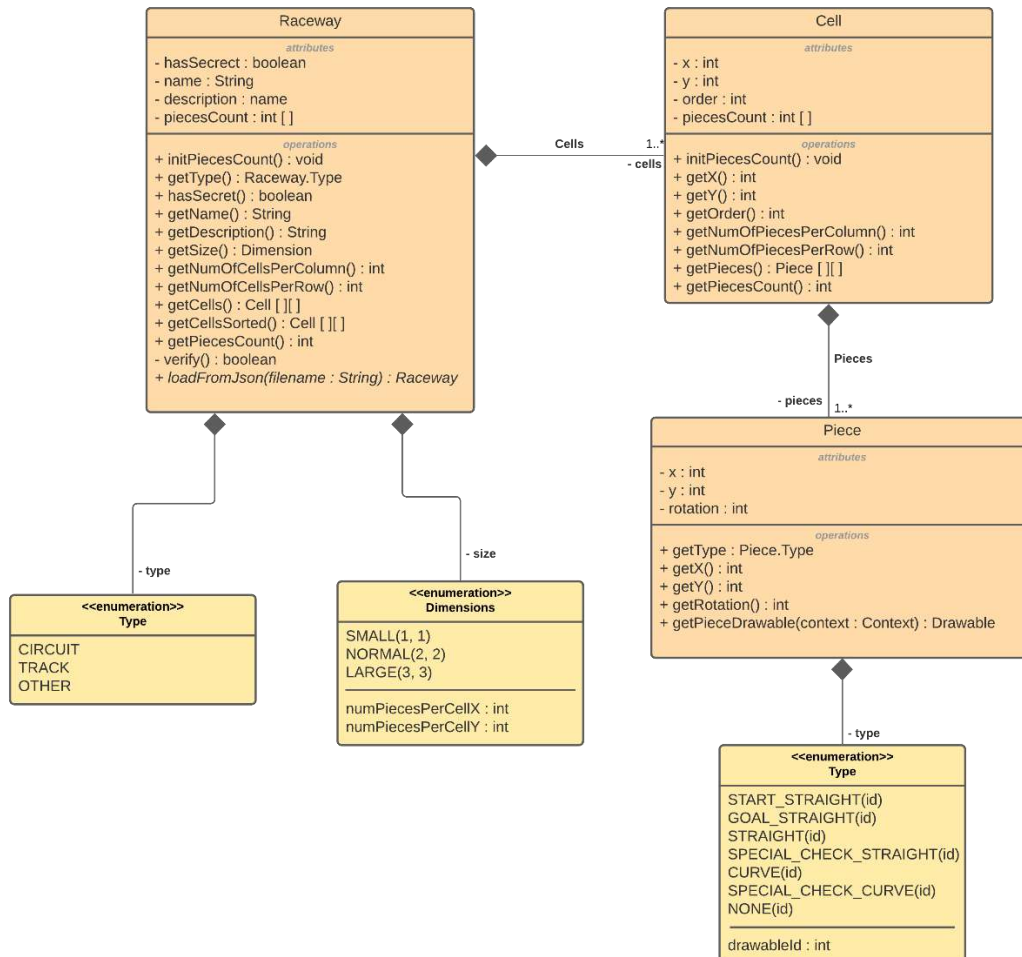 Raceway
attributes
- hasSecrect : boolean
- name : String
- description : name
- piecesCount : int [ ]
operations
+ initPiecesCount() : void
+ getType() : Raceway.Type
+ hasSecret() : boolean
+ getName() : String
+ getDescription() : String
+ getSize() : Dimension
+ getNumOfCellsPerColumn() : int
+ getNumOfCellsPerRow() : int
+ getCells() : Cell [ ][ ]
+ getCellsSorted() : Cell [ ][ ]
+ getPiecesCount() : int
- verify() : boolean
+ loadFromJson(filename : String) : Raceway
Cells
1..*
- cells
Cell
attributes
- x : int
- y : int
- order : int
- piecesCount : int [ ]
operations
+ initPiecesCount() : void
+ getX() : int
+ getY() : int
+ getOrder() : int
+ getNumOfPiecesPerColumn() : int
+ getNumOfPiecesPerRow() : int
+ getPieces() : Piece [ ][ ]
+ getPiecesCount() : int
Pieces
- pieces
1..*
Piece
attributes
- x : int
- y : int
- rotation : int
operations
+ getType : Piece.Type
+ getX() : int
+ getY() : int
+ getRotation() : int
+ getPieceDrawable(context : Context) : Drawable
- type
<<enumeration>>
Type
CIRCUIT
TRACK
OTHER
- size
<<enumeration>>
Dimensions
SMALL(1, 1)
NORMAL(2, 2)
LARGE(3, 3)
numPiecesPerCellX : int
numPiecesPerCellY : int
- type
<<enumeration>>
Type
START_STRAIGHT(id)
GOAL_STRAIGHT(id)
STRAIGHT(id)
SPECIAL_CHECK_STRAIGHT(id)
CURVE(id)
SPECIAL_CHECK_CURVE(id)
NONE(id)
drawableId : int